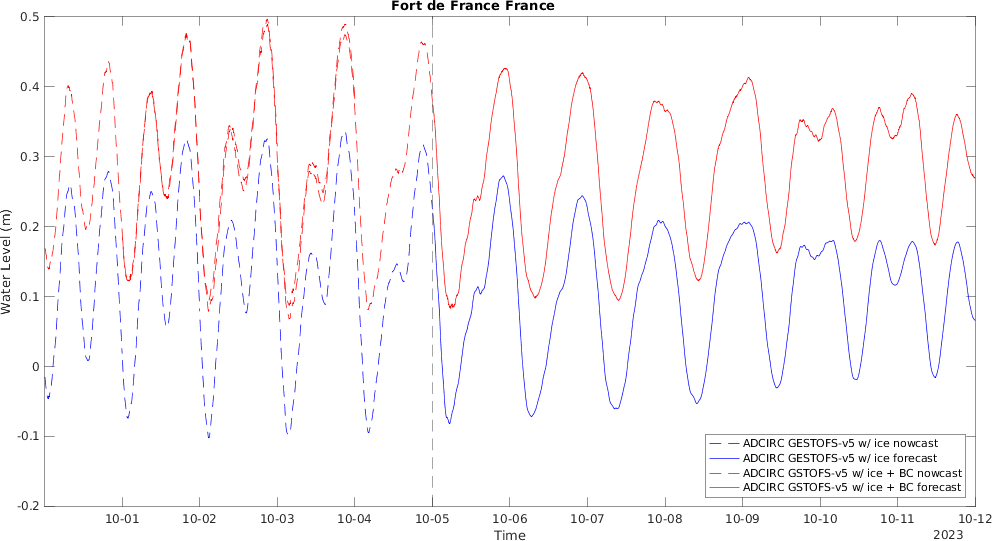 Fort de France France
0.5
0.4
0.3
0.2
0.1
0
-0.1
-0.2
Water Level (m)
ADCIRC GESTOFS-v5 w/ ice nowcast
ADCIRC GESTOFS-v5 w/ ice forecast
ADCIRC GSTOFS-v5 w/ ice + BC nowcast
ADCIRC GSTOFS-v5 w/ ice + BC forecast
10-01 10-02 10-03 10-04 10-05 10-06 10-07 10-08 10-09 10-10 10-11 10-12
Time
2023